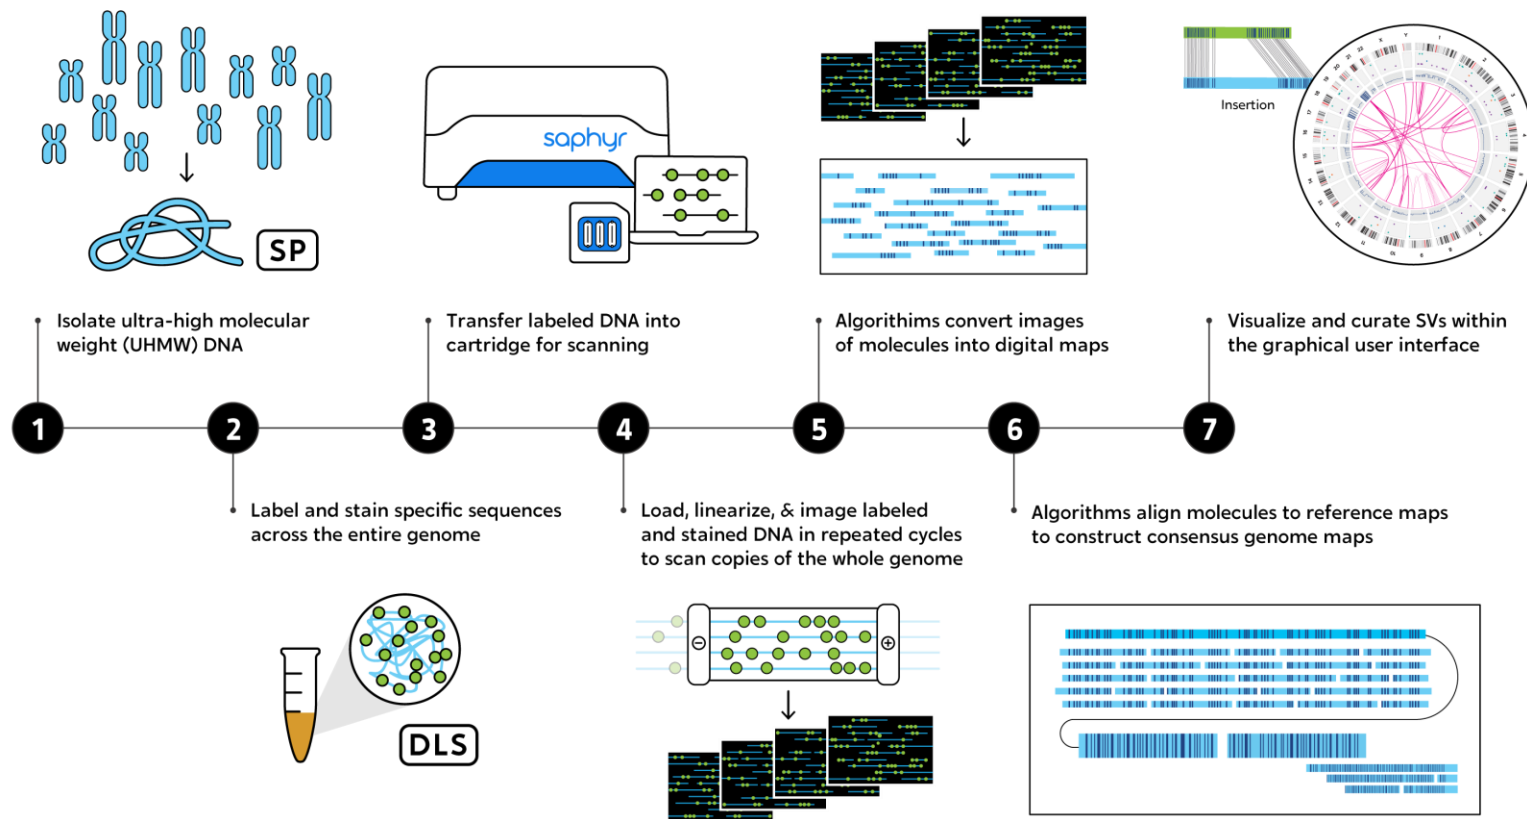 SP
saphyr
Insertion
Isolate ultra-high molecular
weight (UHMW) DNA
Transfer labeled DNA into
cartridge for scanning
Algorithims convert images
of molecules into digital maps
Visualize and curate SVs within
the graphical user interface
1
2
3
4
5
6
7
Label and stain specific sequences
across the entire genome
Load, linearize, & image labeled
and stained DNA in repeated cycles
to scan copies of the whole genome
Algorithms align molecules to reference maps
to construct consensus genome maps
DLS